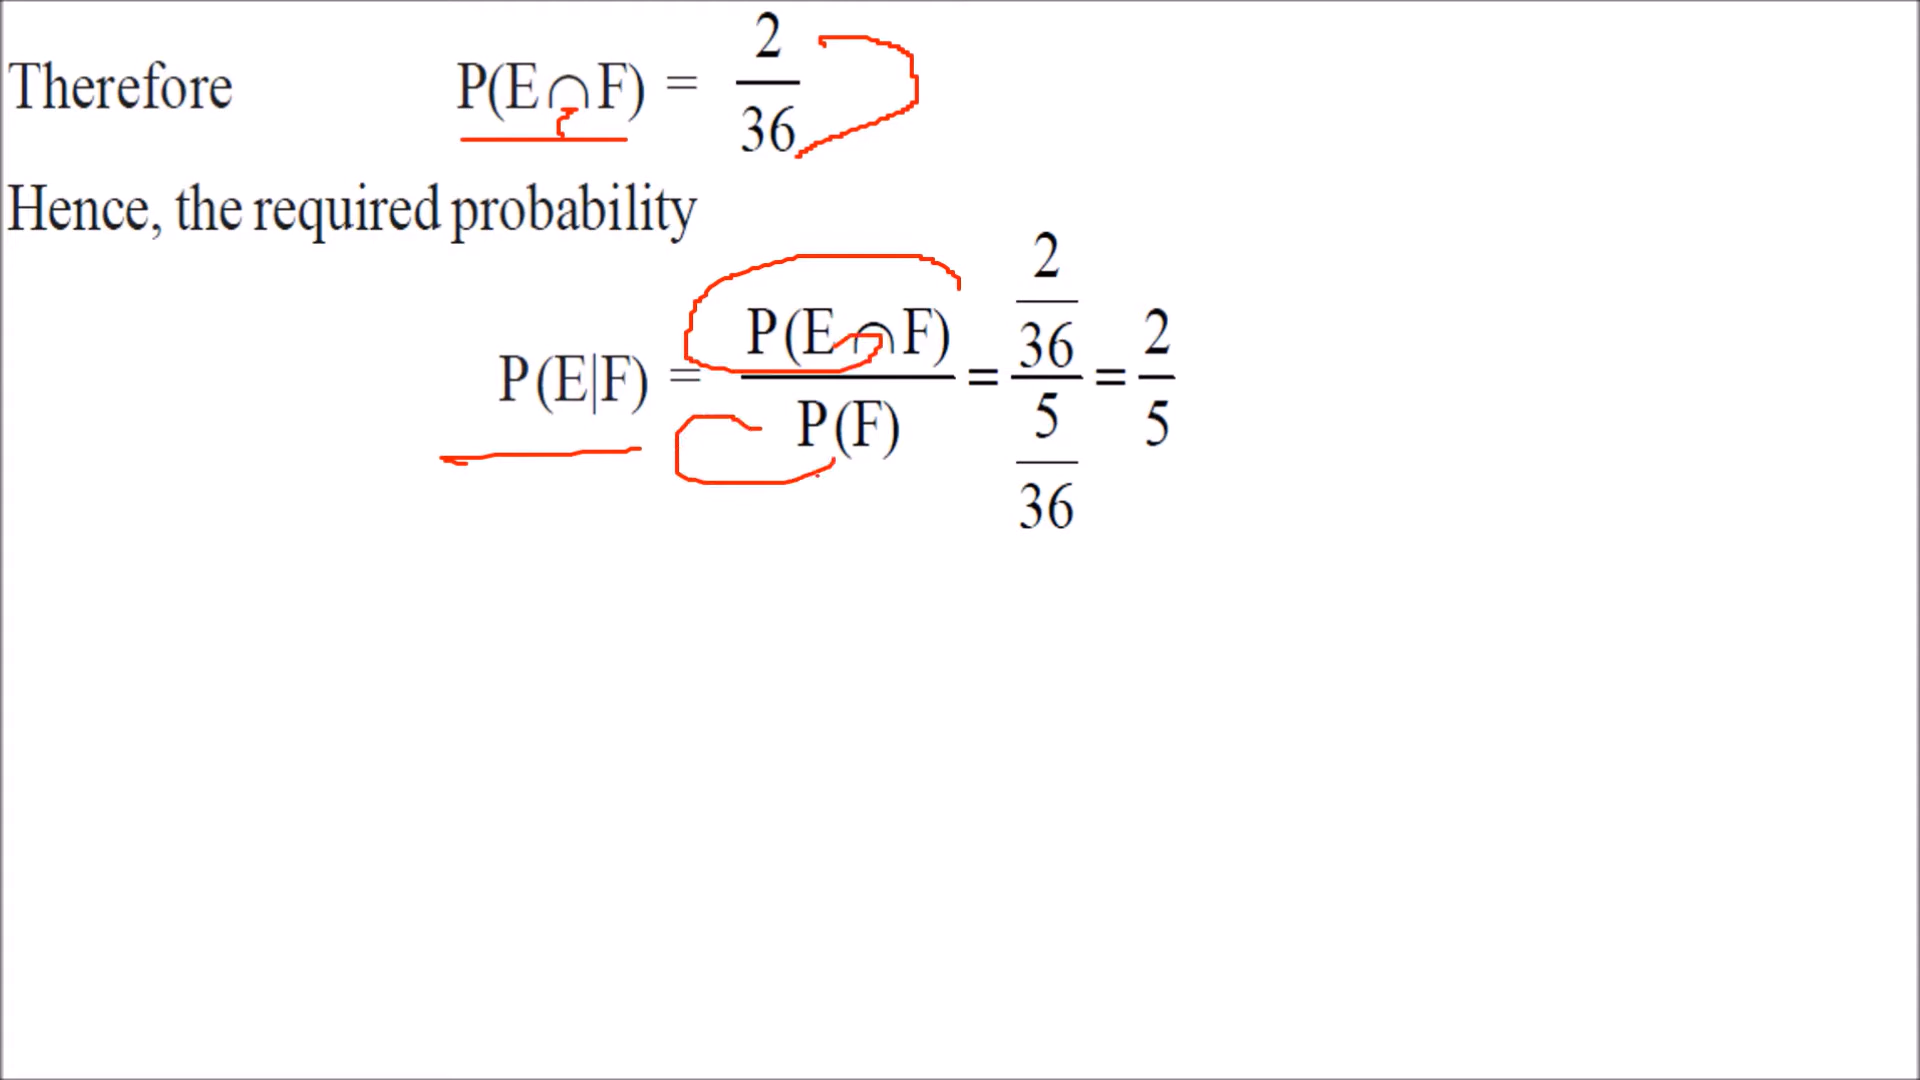 Therefore P(E∩F) = 2/36
Hence, the required probability
P(E|F) = P(E∩F)/P(F) = (2/36)/(5/36) = 2/5